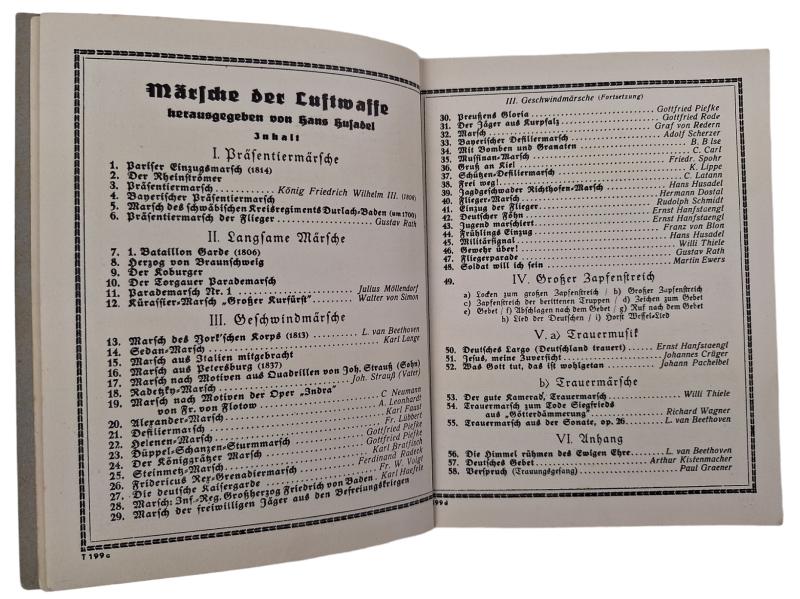 Märsche der Luftwaffe
herausgegeben von Hans Husadel
Inhalt
I. Präsentiermärsche
1. Pariser Einzugsmarsch (1814)
2. Der Rheinströmer
3. Präsentiermarsch König Friedrich Wilhelm III. (1806)
4. Bayerischer Präsentiermarsch
5. Marsch des schwäbischen Kreisregiments Durlach-Baden (um 1700)
6. Präsentiermarsch der Flieger Gustav Rath
II. Langsame Märsche
7. 1. Bataillon Garde (1806)
8. Herzog von Braunschweig
9. Der Koburger
10. Der Torgauer Parademarsch
11. Parademarsch Nr. 1 Julius Möllendorf
12. Kürassier-Marsch „Großer Kurfürst“ Walter von Simon
III. Geschwindmärsche
13. Marsch des York'schen Korps (1813) L. van Beethoven
14. Sedan-Marsch Karl Lange
15. Marsch aus Italien mitgebracht
16. Marsch aus Petersburg (1837)
17. Marsch nach Motiven aus Quadrillen von Joh. Strauß (Sohn)
18. Radetzky-Marsch Joh. Strauß (Vater)
19. Marsch nach Motiven der Oper „Indra“
von Fr. von Flotow C Neumann
20. Alexander-Marsch A. Leonhardt
21. Defiliermarsch Karl Faust
22. Helenen-Marsch Fr. Lübbert
23. Düppel-Schanzen-Sturmmarsch Gottfried Piefke
24. Der Königgrätzer Marsch Gottfried Piefke
25. Steinmetz-Marsch Karl Bratfisch
26. Fridericus Rex-Grenadiermarsch Ferdinand Radeck
27. Die deutsche Kaisergarde Fr. W. Voigt
28. Marsch: Inf.-Reg. Großherzog Friedrich von Baden Karl Haefele
29. Marsch der freiwilligen Jäger aus den Befreiungskriegen
T 199c
III. Geschwindmärsche (Fortsetzung)
30. Preußens Gloria Gottfried Piefke
31. Der Jäger aus Kurpfalz Gottfried Rode
32. Marsch Graf von Redern
33. Bayerischer Defiliermarsch Adolf Scherzer
34. Mit Bomben und Granaten B. Bilse
35. Mussinan-Marsch C. Carl
36. Gruß an Kiel Friedr. Spohr
37. Schützen-Defiliermarsch K. Lippe
38. Frei weg! C. Latann
39. Jagdgeschwader Richthofen-Marsch Hans Husadel
40. Flieger-Marsch Hermann Dostal
41. Einzug der Flieger Rudolph Schmidt
42. Deutscher Föhn Ernst Hanfstaengl
43. Jugend marschiert Ernst Hanfstaengl
44. Frühlings Einzug Franz von Blon
45. Militärsignal Hans Husadel
46. Gewehr über! Willi Thiele
47. Fliegerparade Gustav Rath
48. Soldat will ich sein Martin Ewers
49. IV. Großer Zapfenstreich
a) Locken zum großen Zapfenstreich / b) Großer Zapfenstreich
c) Zapfenstreich der berittenen Truppen / d) Zeichen zum Gebet
e) Gebet / f) Abschlagen nach dem Gebet / g) Ruf nach dem Gebet
h) Lied der Deutschen / i) Horst Wessel-Lied
V. a) Trauermusik
50. Deutsches Largo (Deutschland trauert) Ernst Hanfstaengl
51. Jesus, meine Zuversicht Johannes Crüger
52. Was Gott tut, das ist wohlgetan Johann Pachelbel
b) Trauermärsche
53. Der gute Kamerad, Trauermarsch Willi Thiele
54. Trauermarsch zum Tode Siegfrieds
aus „Götterdämmerung“ Richard Wagner
55. Trauermarsch aus der Sonate, op. 26 L. van Beethoven
VI. Anhang
56. Die Himmel rühmen des Ewigen Ehre L. van Beethoven
57. Deutsches Gebet Arthur Kistenmacher
58. Verspruch (Trauungsgesang) Paul Graener
99d